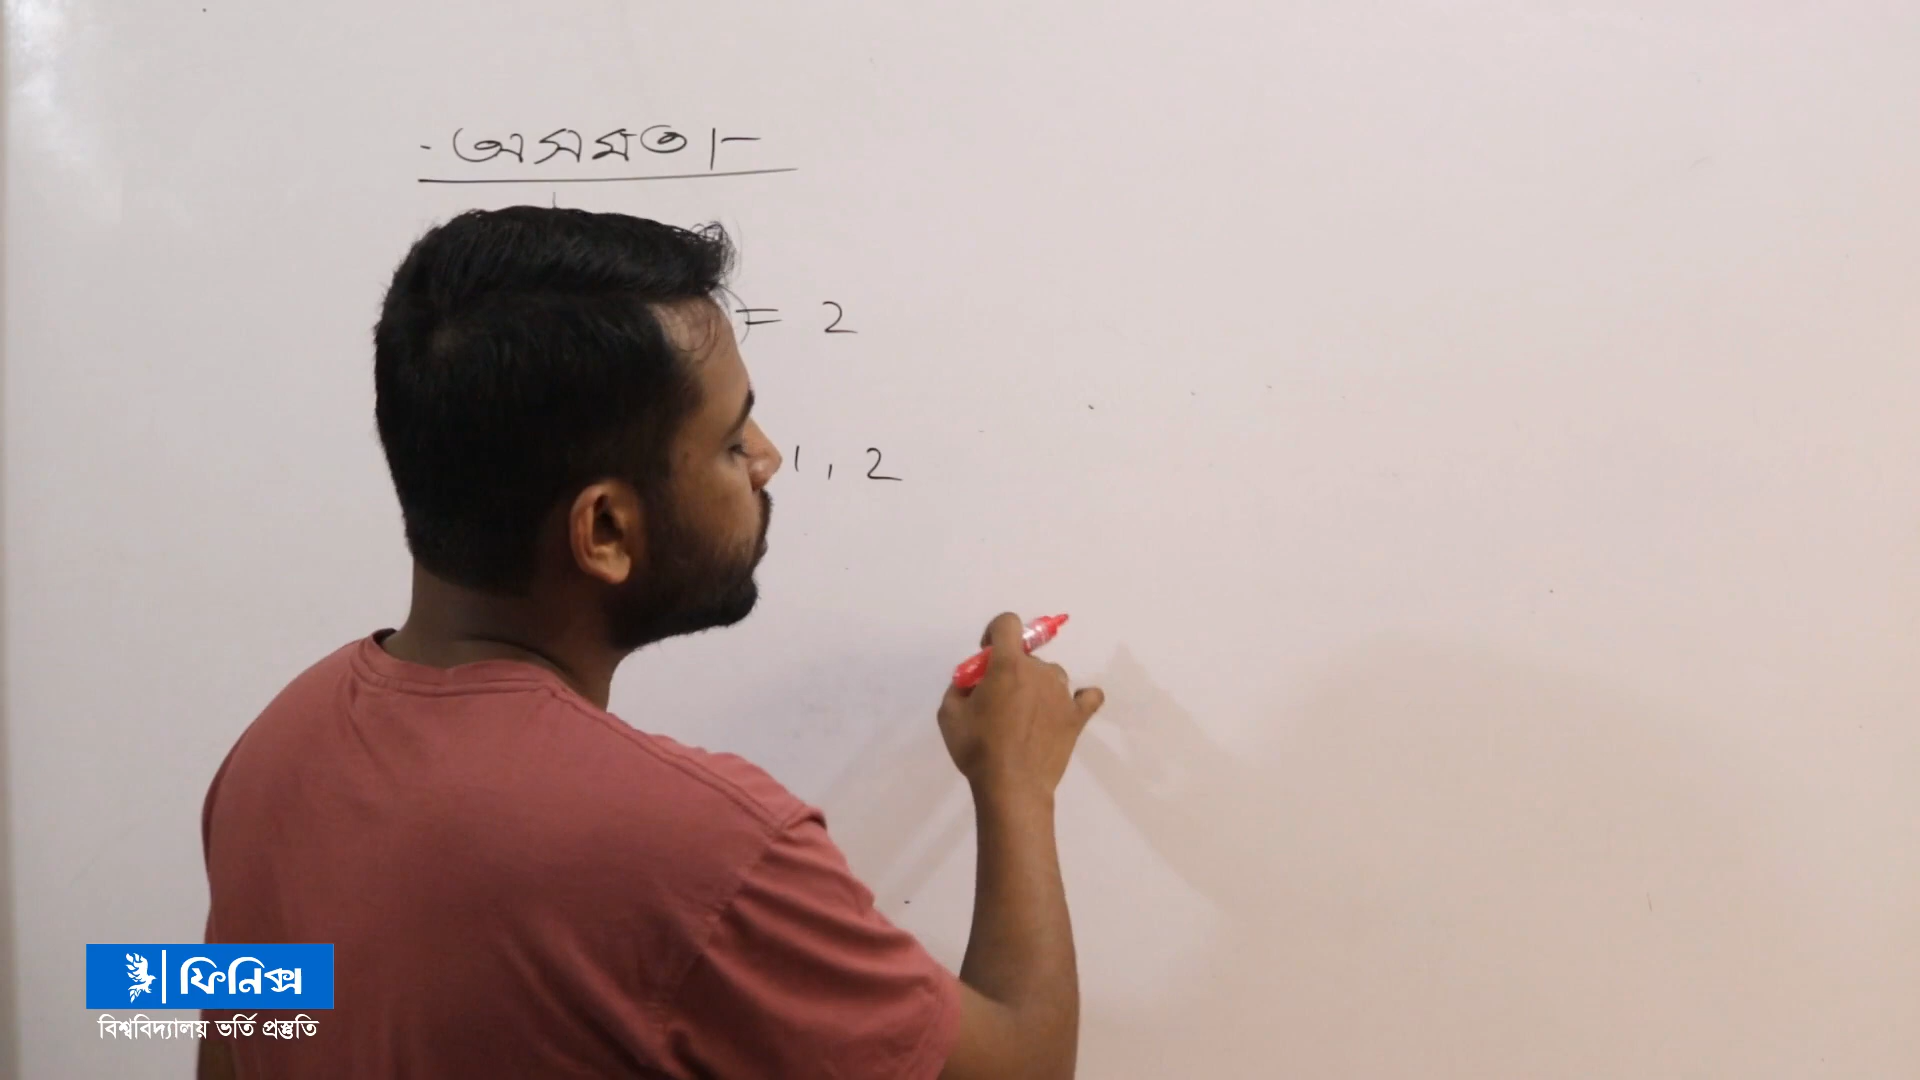 অসমতা
= 2
1, 2
ফিনিক্স
বিশ্ববিদ্যালয় ভর্তি প্রস্তুতি